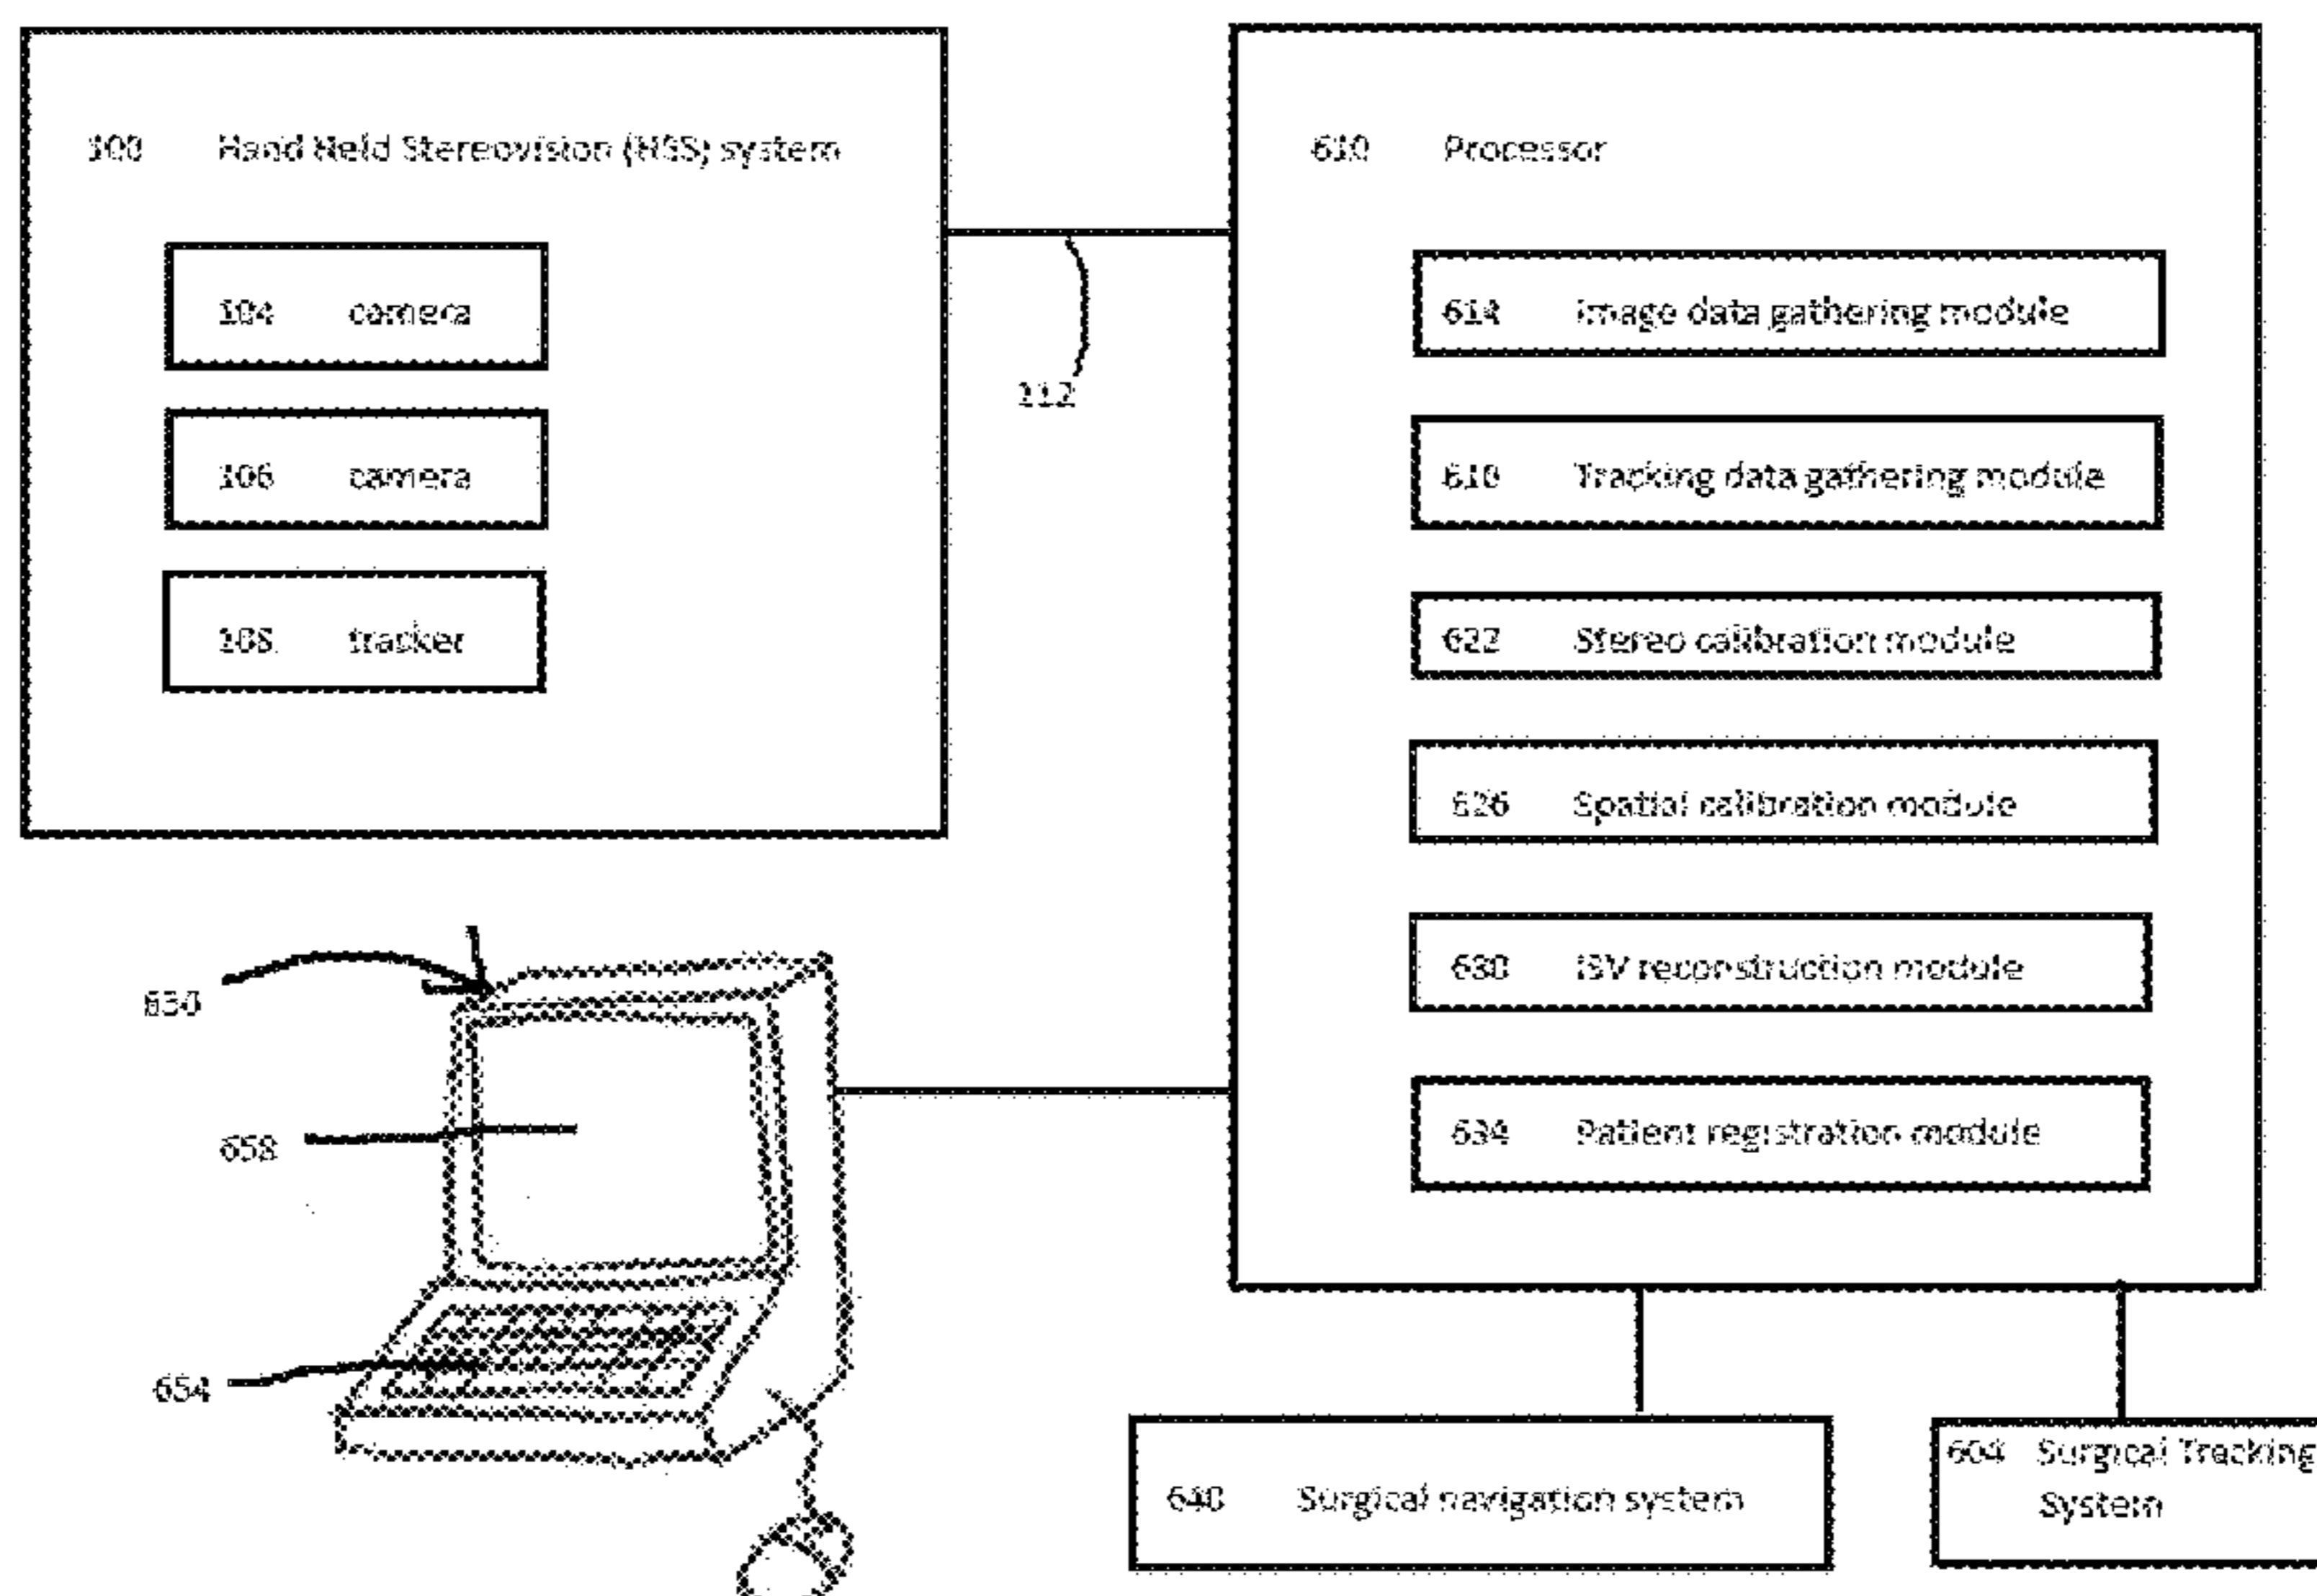 100 Hand Held Stereovision (HSS) system
104 camera
106 camera
108 tracker
112
610 Processor
614 Image data gathering module
618 Tracking data gathering module
622 Stereo calibration module
626 Spatial calibration module
630 iSV reconstruction module
634 Patient registration module
658
654
640 Surgical navigation system
604 Surgical Tracking
System